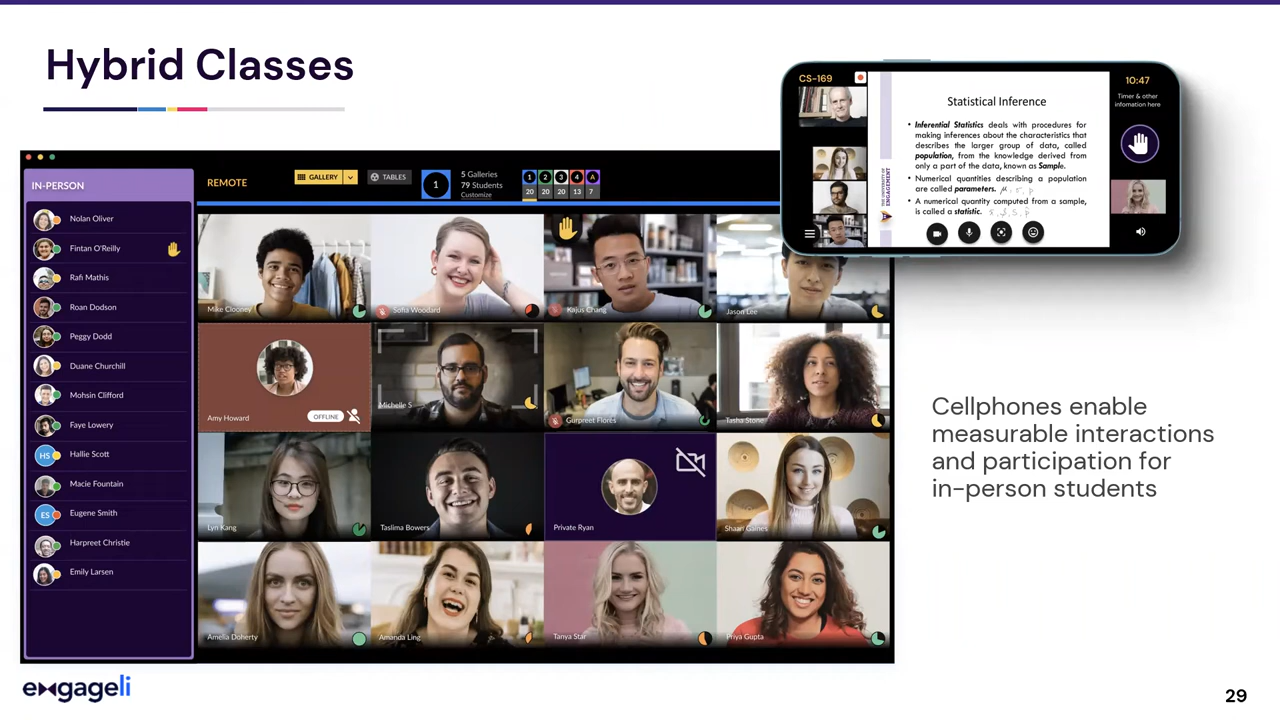 Hybrid Classes
IN-PERSON
Nolan Oliver
Fintan O'Reilly
Rafi Mathis
Roan Dodson
Peggy Dodd
Duane Churchill
Mohsin Clifford
Faye Lowery
HS
Hallie Scott
Macie Fountain
ES
Eugene Smith
Harpreet Christie
Emily Larsen
REMOTE
GALLERY
TABLES
1
5 Galleries
79 Students
Customize
1 2 3 4 A
20 20 20 13 7
Mike Clooney
Sofia Woodard
Kajus Chang
Jason Lee
Amy Howard
OFFLINE
Michelle S
Gurpreet Flores
Tasha Stone
Lyn Kang
Taslima Bowers
Private Ryan
Shaan Gaines
Amelia Doherty
Amanda Ling
Tanya Star
Priya Gupta
CS-169
THE UNIVERSITY OF
ENGAGEMENT
Statistical Inference
• Inferential Statistics deals with procedures for
making inferences about the characteristics that
describes the larger group of data, called
population, from the knowledge derived from
only a part of the data, known as Sample.
• Numerical quantities describing a population
are called parameters.
• A numerical quantity computed from a sample,
is called a statistic.
10:47
Timer & other
infomation here
Cellphones enable
measurable interactions
and participation for
in-person students
engageli
29